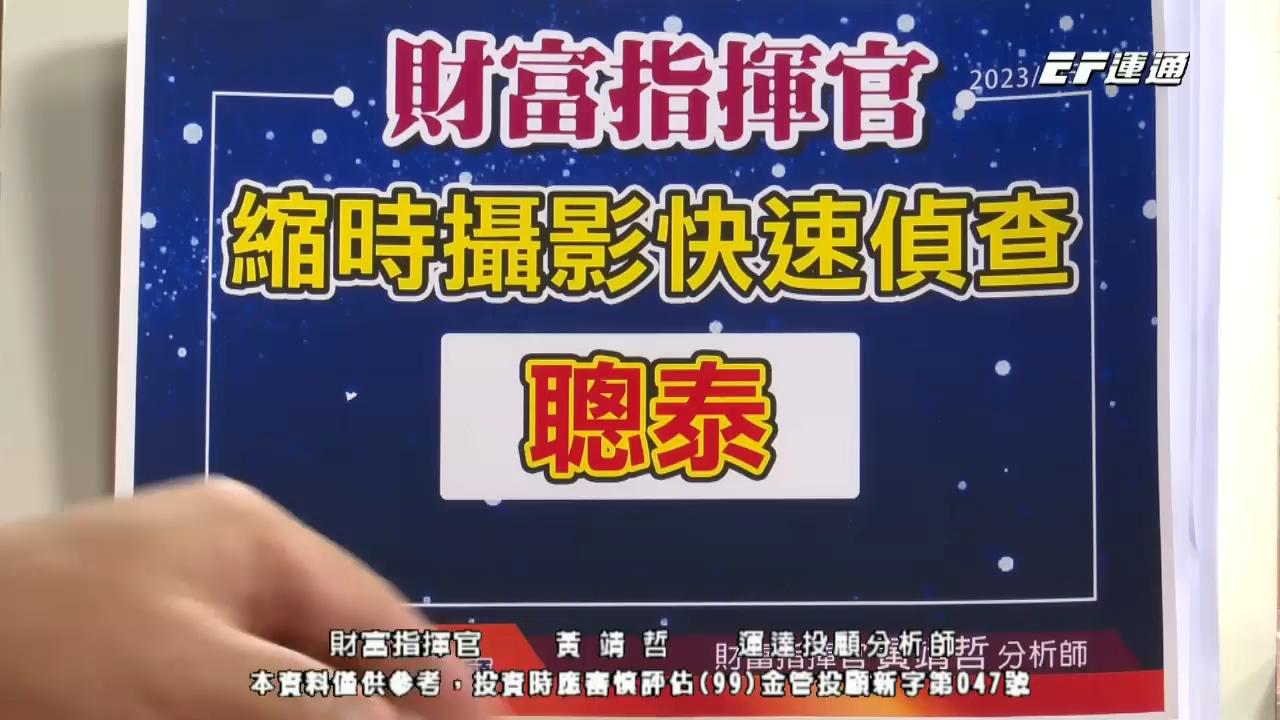 財富指揮官
2023/
EF運通
縮時攝影快速偵查
聰泰
財富指揮官 黃靖哲 分析師
財富指揮官 黃靖哲 運達投顧分析師
本資料僅供參考，投資時應審慎評估(99)金管投顧新字第047號